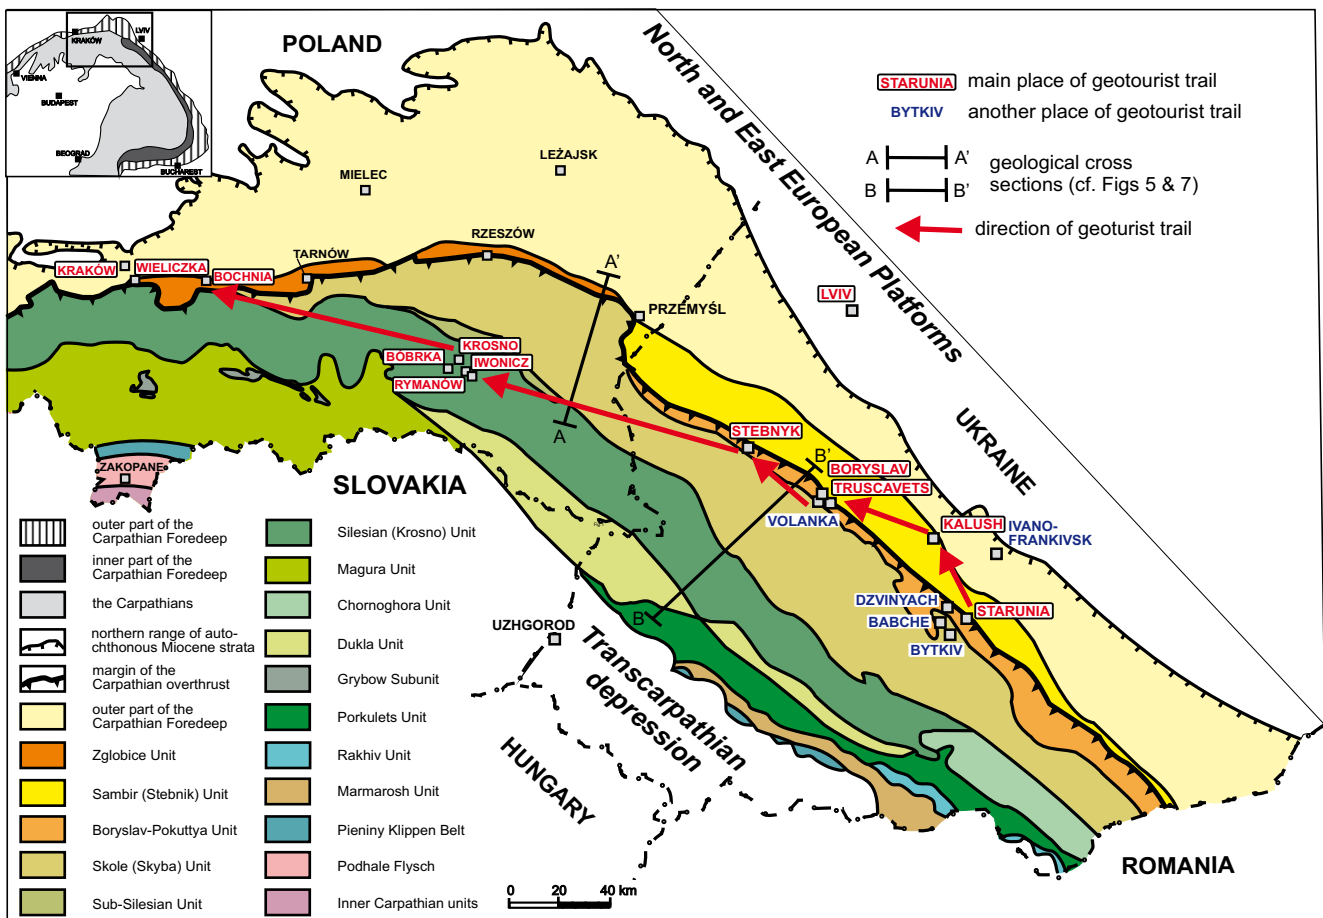 KRAKÓW
LVIV
VIENNA
BUDAPEST
BEOGRAD
BUCHAREST
POLAND
North and East European Platforms
STARUNIA main place of geotourist trail
BYTKIV another place of geotourist trail
A A' geological cross
B B' sections (cf. Figs 5 & 7)
direction of geoturist trail
LEŻAJSK
MIELEC
RZESZÓW
TARNÓW
KRAKÓW
WIELICZKA
BOCHNIA
A'
PRZEMYŚL
LVIV
KROSNO
BÓBRKA
IWONICZ
RYMANÓW
A
UKRAINE
STEBNYK
B'
BORYSLAV
TRUSCAVETS
VOLANKA
ZAKOPANE
SLOVAKIA
KALUSH
IVANO-
FRANKIVSK
DZVINYACH
STARUNIA
BABCHE
BYTKIV
B
UZHGOROD
Transcarpathian
depression
HUNGARY
ROMANIA
outer part of the
Carpathian Foredeep
inner part of the
Carpathian Foredeep
the Carpathians
northern range of auto-
chthonous Miocene strata
margin of the
Carpathian overthrust
outer part of the
Carpathian Foredeep
Zglobice Unit
Sambir (Stebnik) Unit
Boryslav-Pokuttya Unit
Skole (Skyba) Unit
Sub-Silesian Unit
Silesian (Krosno) Unit
Magura Unit
Chornoghora Unit
Dukla Unit
Grybow Subunit
Porkulets Unit
Rakhiv Unit
Marmarosh Unit
Pieniny Klippen Belt
Podhale Flysch
Inner Carpathian units
0 20 40 km